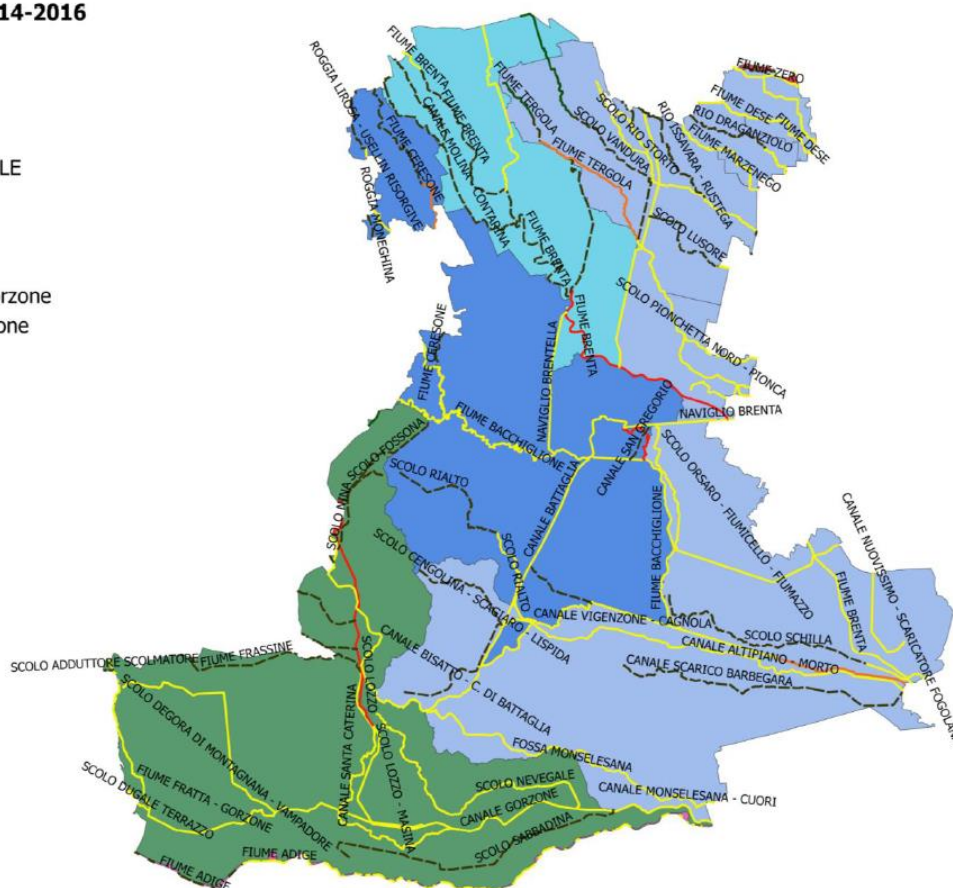 14-2016
LE
rzone
one
FIUME ZERO
FIUME DESE
FIUME DESE
RIO DRAGANZIOLO
FIUME MARZENEGO
ROGGIA LIROSA
USELIN RISORGIVE
ROGGIA MONEGHINA
FIUME CERESONE
FIUME BRENTA
FIUME BRENTA
CANALE MOLINA - CONTARINA
FIUME BRENTA
FIUME TERGOLA
FIUME TERGOLA
SCOLO VANDURA
SCOLO RIO STORTO
RIO ISSAVARA - RUSTEGA
SCOLO LUSORE
SCOLO PIONCHETTA NORD - PIONCA
FIUME BRENTA
NAVIGLIO BRENTELLA
NAVIGLIO BRENTA
CANALE SAN GREGORIO
FIUME CERESONE
FIUME BACCHIGLIONE
SCOLO FOSSONA
SCOLO NINA
SCOLO RIALTO
CANALE BATTAGLIA
SCOLO RIALTO
FIUME BACCHIGLIONE
SCOLO ORSARO - FIUMICELLO - FIUMAZZO
CANALE NUOVISSIMO - SCARICATORE FOGOLANA
FIUME BRENTA
SCOLO CENGOLINA - SCAGIARO - LISPIDA
CANALE VIGENZONE - CAGNOLA
SCOLO SCHILLA
CANALE ALTIPIANO - MORTO
CANALE SCARICO BARBEGARA
CANALE BISATTO - C. DI BATTAGLIA
SCOLO ADDUTTORE SCOLMATORE
FIUME FRASSINE
SCOLO LOZZO
CANALE SANTA CATERINA
SCOLO LOZZO - MASINA
SCOLO DEGORA DI MONTAGNANA - VAMPADORE
FIUME FRATTA - GORZONE
SCOLO DUGALE TERRAZZO
FOSSA MONSELESANA
CANALE MONSELESANA - CUORI
SCOLO NEVEGALE
CANALE GORZONE
SCOLO SABBADINA
FIUME ADIGE
FIUME ADIGE